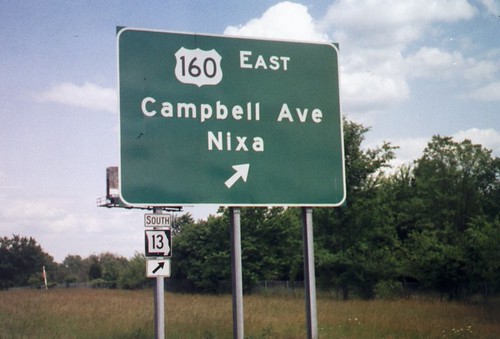 160 EAST
Campbell Ave
Nixa
SOUTH
13